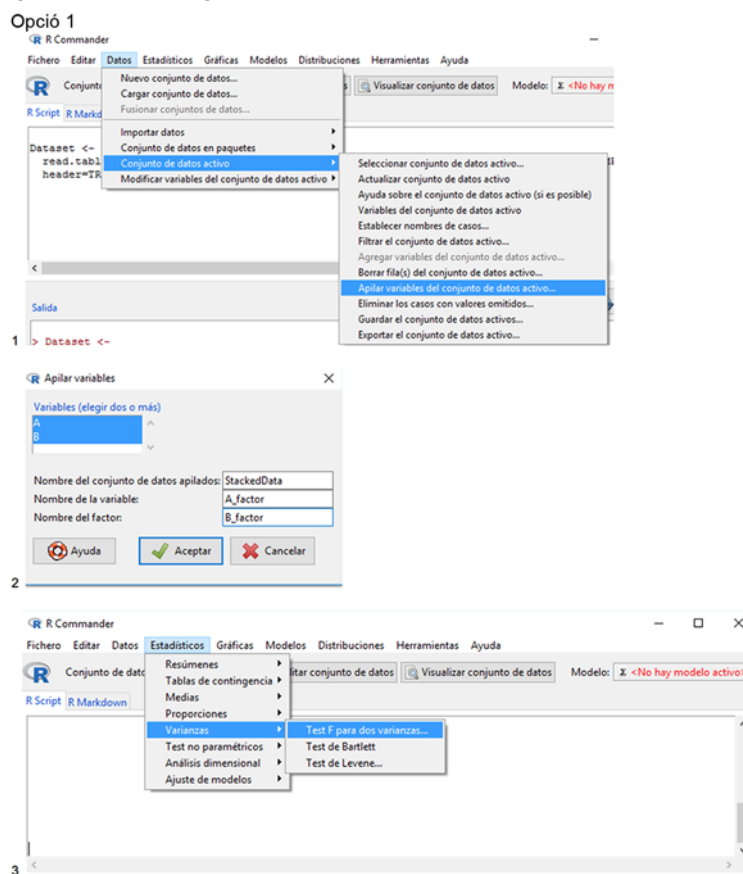 Opció 1
R Commander
Fichero Editar Datos Estadísticos Gráficas Modelos Distribuciones Herramientas Ayuda
Conjunto Visualizar conjunto de datos Modelo: Σ <No hay m
R Script R Markd
Nuevo conjunto de datos...
Cargar conjunto de datos...
Fusionar conjuntos de datos...
Importar datos
Conjunto de datos en paquetes
Conjunto de datos activo
Modificar variables del conjunto de datos activo
Dataset <-
read.tabl
header=TR
Seleccionar conjunto de datos activo...
Actualizar conjunto de datos activo
Ayuda sobre el conjunto de datos activo (si es posible)
Variables del conjunto de datos activo
Establecer nombres de casos...
Filtrar el conjunto de datos activo...
Agregar variables del conjunto de datos activo...
Borrar fila(s) del conjunto de datos activo...
Apilar variables del conjunto de datos activo...
Eliminar los casos con valores omitidos...
Guardar el conjunto de datos activos...
Exportar el conjunto de datos activo...
Salida
1 > Dataset <-
Apilar variables
Variables (elegir dos o más)
A
B
Nombre del conjunto de datos apilados: StackedData
Nombre de la variable: A_factor
Nombre del factor: B_factor
Ayuda Aceptar Cancelar
2
R Commander
Fichero Editar Datos Estadísticos Gráficas Modelos Distribuciones Herramientas Ayuda
Conjunto de dato itar conjunto de datos Visualizar conjunto de datos Modelo: Σ <No hay modelo activo>
R Script R Markdown
Resúmenes
Tablas de contingencia
Medias
Proporciones
Varianzas
Test no paramétricos
Análisis dimensional
Ajuste de modelos
Test F para dos varianzas...
Test de Bartlett
Test de Levene...
3